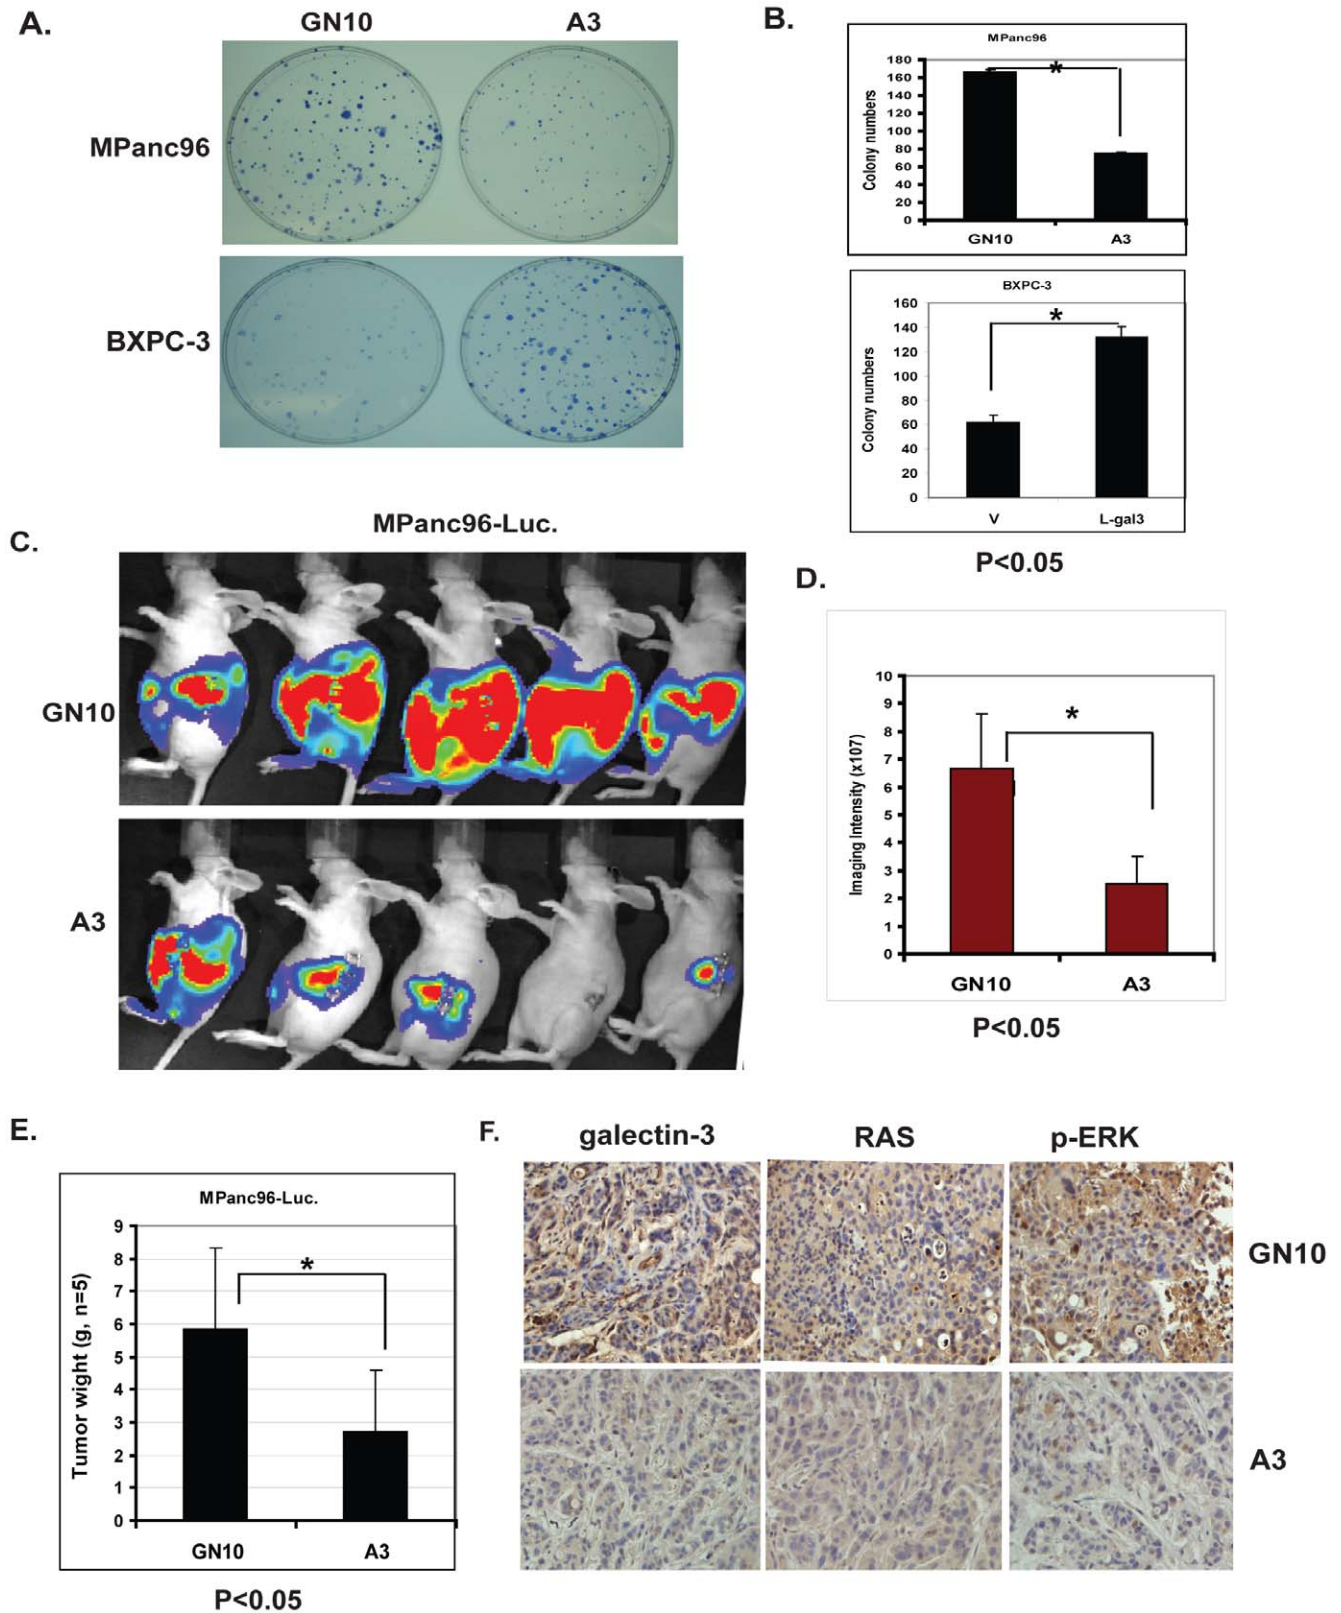 A.
GN10
A3
MPanc96
BXPC-3
B.
MPanc96
Colony numbers
180
160
140
120
100
80
60
40
20
0
*
GN10
A3
BXPC-3
Colony numbers
160
140
120
100
80
60
40
20
0
*
V
L-gal3
P<0.05
C.
MPanc96-Luc.
GN10
A3
D.
Imaging Intensity (x107)
10
9
8
7
6
5
4
3
2
1
0
*
GN10
A3
P<0.05
E.
MPanc96-Luc.
Tumor wight (g, n=5)
9
8
7
6
5
4
3
2
1
0
*
GN10
A3
P<0.05
F.
galectin-3
RAS
p-ERK
GN10
A3